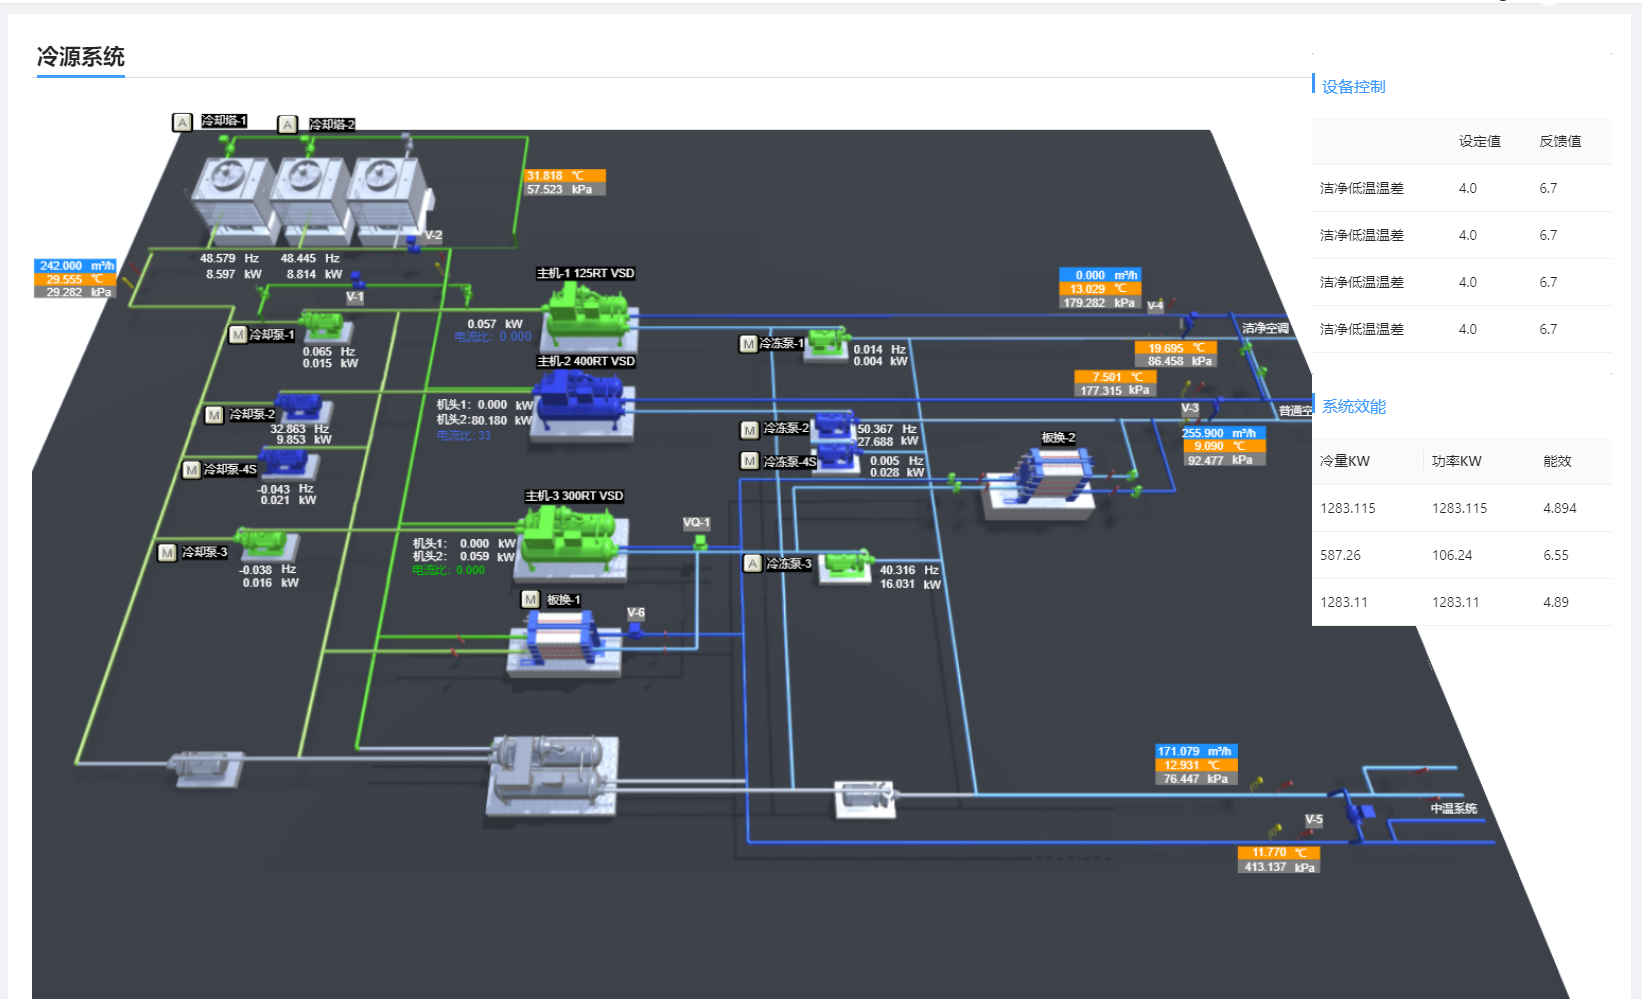 冷源系统
设备控制
设定值 反馈值
洁净低温温差 4.0 6.7
洁净低温温差 4.0 6.7
洁净低温温差 4.0 6.7
洁净低温温差 4.0 6.7
系统效能
冷量KW 功率KW 能效
1283.115 1283.115 4.894
587.26 106.24 6.55
1283.11 1283.11 4.89
A 冷却塔-1
A 冷却塔-2
31.818 ℃
57.523 kPa
V-2
242.000 m³/h
29.555 ℃
29.282 kPa
48.579 Hz
8.597 kW
48.445 Hz
8.814 kW
V-1
主机-1 125RT VSD
0.057 kW
电流比: 0.000
M 冷却泵-1
0.065 Hz
0.015 kW
主机-2 400RT VSD
机头1: 0.000 kW
机头2: 80.180 kW
电流比: 33
M 冷却泵-2
32.863 Hz
9.853 kW
M 冷却泵-4S
-0.043 Hz
0.021 kW
主机-3 300RT VSD
机头1: 0.000 kW
机头2: 0.059 kW
电流比: 0.000
M 冷却泵-3
-0.038 Hz
0.016 kW
VQ-1
M 板换-1
V-6
M 冷冻泵-1
0.014 Hz
0.004 kW
M 冷冻泵-2
50.367 Hz
27.688 kW
M 冷冻泵-4S
0.005 Hz
0.028 kW
A 冷冻泵-3
40.316 Hz
16.031 kW
板换-2
0.000 m³/h
13.029 ℃
179.282 kPa
V-4
洁净空调
19.695 ℃
86.458 kPa
7.501 ℃
177.315 kPa
V-3
普通空
255.900 m³/h
9.090 ℃
92.477 kPa
171.079 m³/h
12.931 ℃
76.447 kPa
V-5
中温系统
11.770 ℃
413.137 kPa